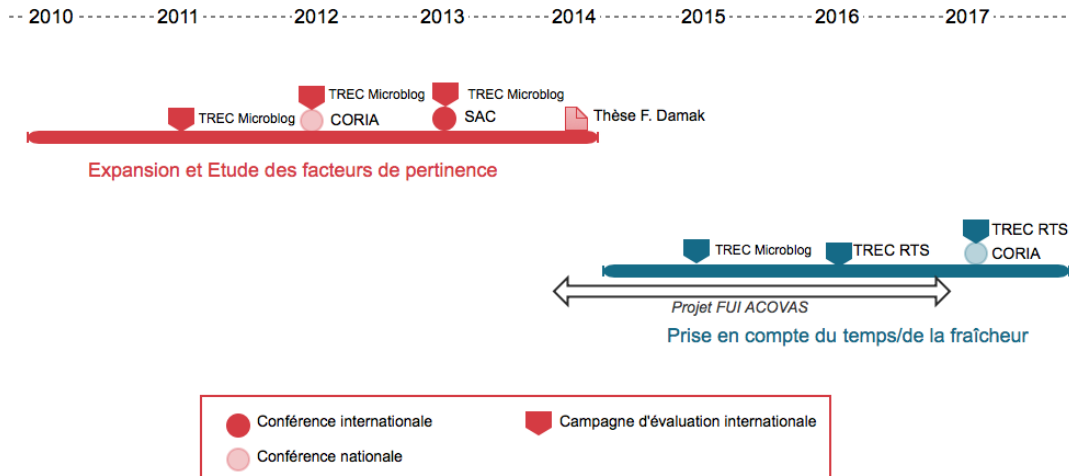 2010 2011 2012 2013 2014 2015 2016 2017
TREC Microblog TREC Microblog
TREC Microblog CORIA SAC Thèse F. Damak
Expansion et Etude des facteurs de pertinence
TREC RTS
TREC Microblog TREC RTS CORIA
Projet FUI ACOVAS
Prise en compte du temps/de la fraîcheur
Conférence internationale Campagne d'évaluation internationale
Conférence nationale